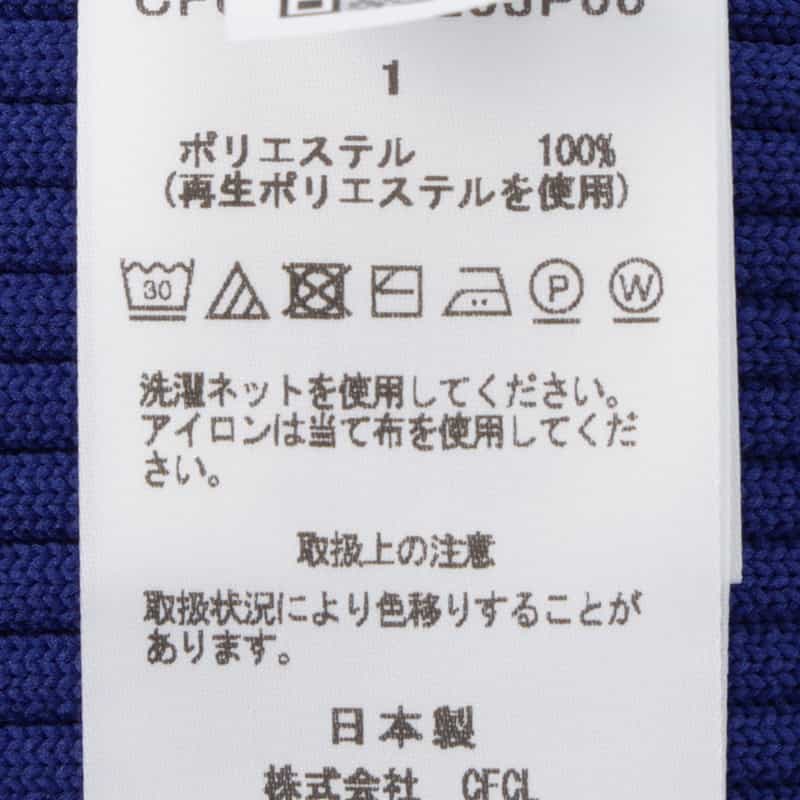 1
ポリエステル 100%
(再生ポリエステルを使用)
30 P W
洗濯ネットを使用してください。
アイロンは当て布を使用してくだ
さい。
取扱上の注意
取扱状況により色移りすることが
あります。
日本製
株式会社 CFCL